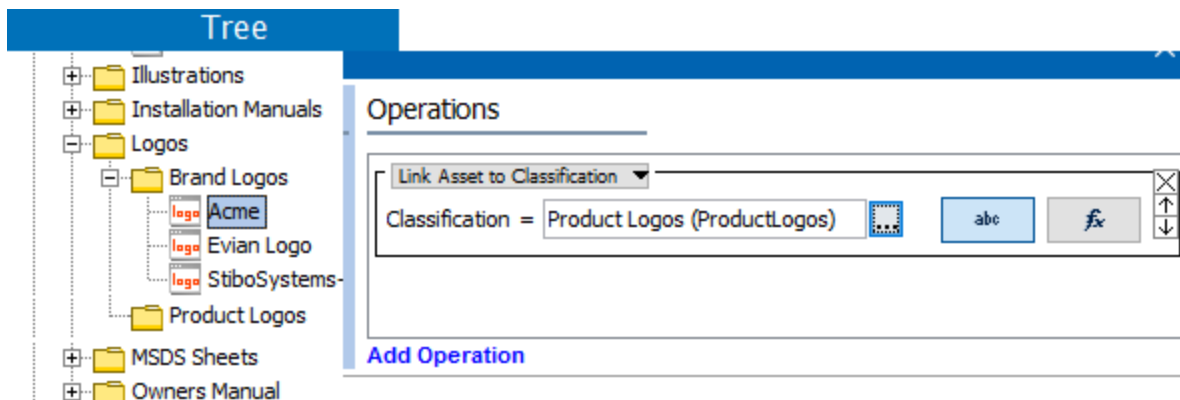 Tree
Illustrations
Installation Manuals
Logos
Brand Logos
logo Acme
logo Evian Logo
logo StiboSystems-
Product Logos
MSDS Sheets
Owners Manual
Operations
Link Asset to Classification
Classification = Product Logos (ProductLogos) ... abc fx
Add Operation